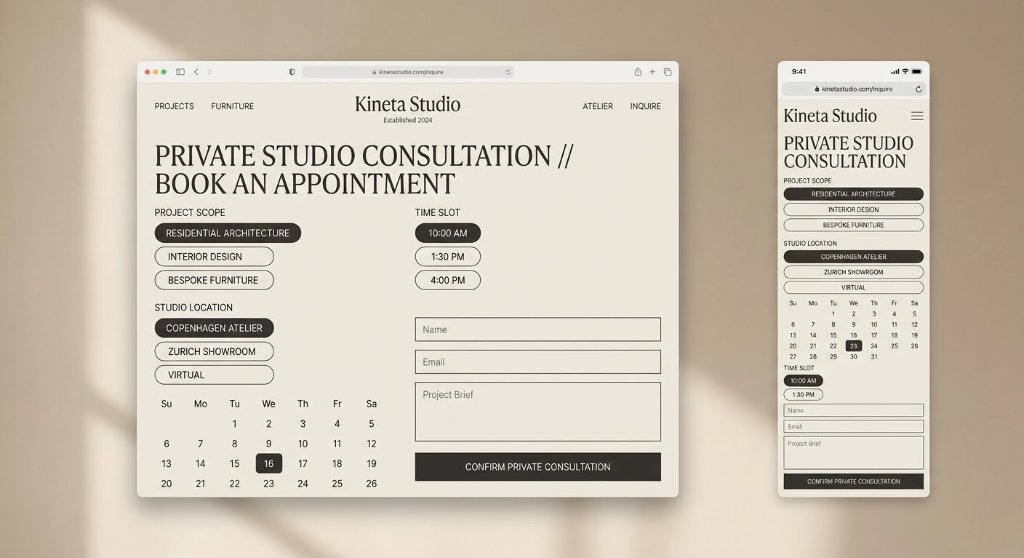 kinetastudio.com/inquire
PROJECTS FURNITURE Kineta Studio ATELIER INQUIRE
Established 2024
PRIVATE STUDIO CONSULTATION //
BOOK AN APPOINTMENT
PROJECT SCOPE
RESIDENTIAL ARCHITECTURE
INTERIOR DESIGN
BESPOKE FURNITURE
STUDIO LOCATION
COPENHAGEN ATELIER
ZURICH SHOWROOM
VIRTUAL
Su Mo Tu We Th Fr Sa
1 2 3 4 5
6 7 8 9 10 11 12
13 14 15 16 17 18 19
20 21 22 23 24 25 26
TIME SLOT
10:00 AM
1:30 PM
4:00 PM
Name
Email
Project Brief
CONFIRM PRIVATE CONSULTATION
9:41
kinetastudio.com/inquire
Kineta Studio
PRIVATE STUDIO
CONSULTATION
PROJECT SCOPE
RESIDENTIAL ARCHITECTURE
INTERIOR DESIGN
BESPOKE FURNITURE
STUDIO LOCATION
COPENHAGEN ATELIER
ZURICH SHOWROOM
VIRTUAL
Su Mo Tu We Th Fr Sa
1 2 3 4 5
6 7 8 9 10 11 12
13 14 15 16 17 18 19
20 21 22 23 24 25 26
27 28 29 30 31
TIME SLOT
10:00 AM
1:30 PM
Name
Email
Project Brief
CONFIRM PRIVATE CONSULTATION